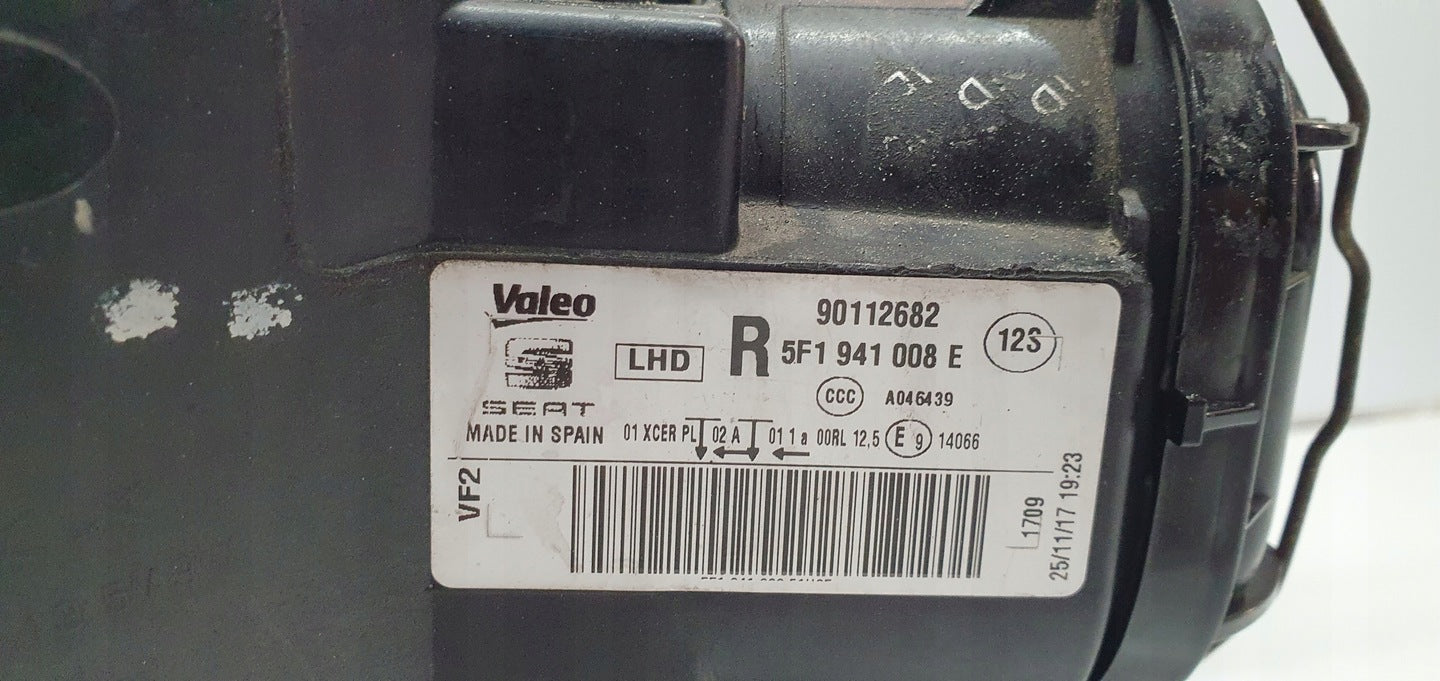 Valeo
SEAT
MADE IN SPAIN
LHD
R
90112682
5F1 941 008 E
12S
CCC A046439
01 XCER PL 02 A 01 1 a 00RL 12,5 E 9 14066
VF2
1709
25/11/17 19:23